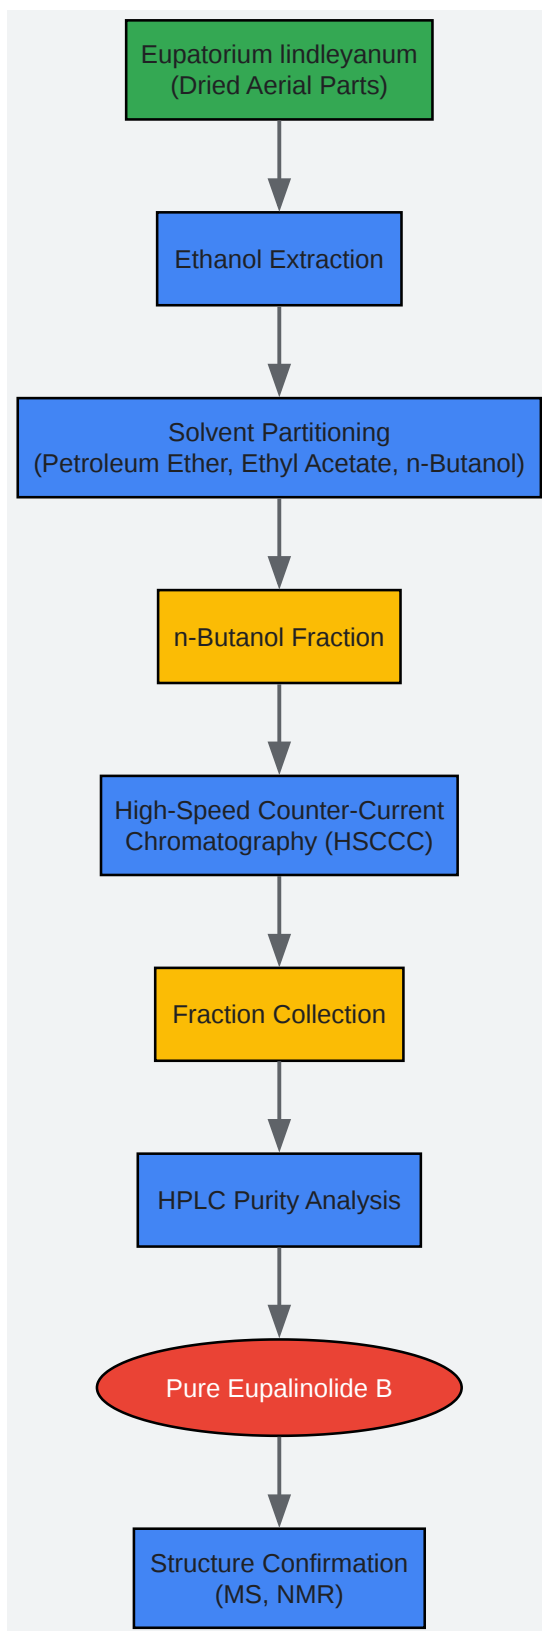 Eupatorium lindleyanum
(Dried Aerial Parts)
Ethanol Extraction
Solvent Partitioning
(Petroleum Ether, Ethyl Acetate, n-Butanol)
n-Butanol Fraction
High-Speed Counter-Current
Chromatography (HSCCC)
Fraction Collection
HPLC Purity Analysis
Pure Eupalinolide B
Structure Confirmation
(MS, NMR)